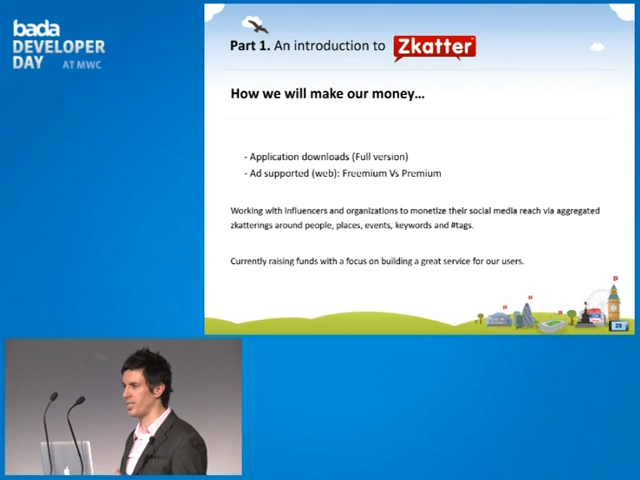 bada
DEVELOPER
DAY AT MWC
Part 1. An introduction to Zkatter
How we will make our money...
- Application downloads (Full version)
- Ad supported (web): Freemium Vs Premium
Working with Influencers and organizations to monetize their social media reach via aggregated
zkatterings around people, places, events, keywords and #tags.
Currently raising funds with a focus on building a great service for our users.
20